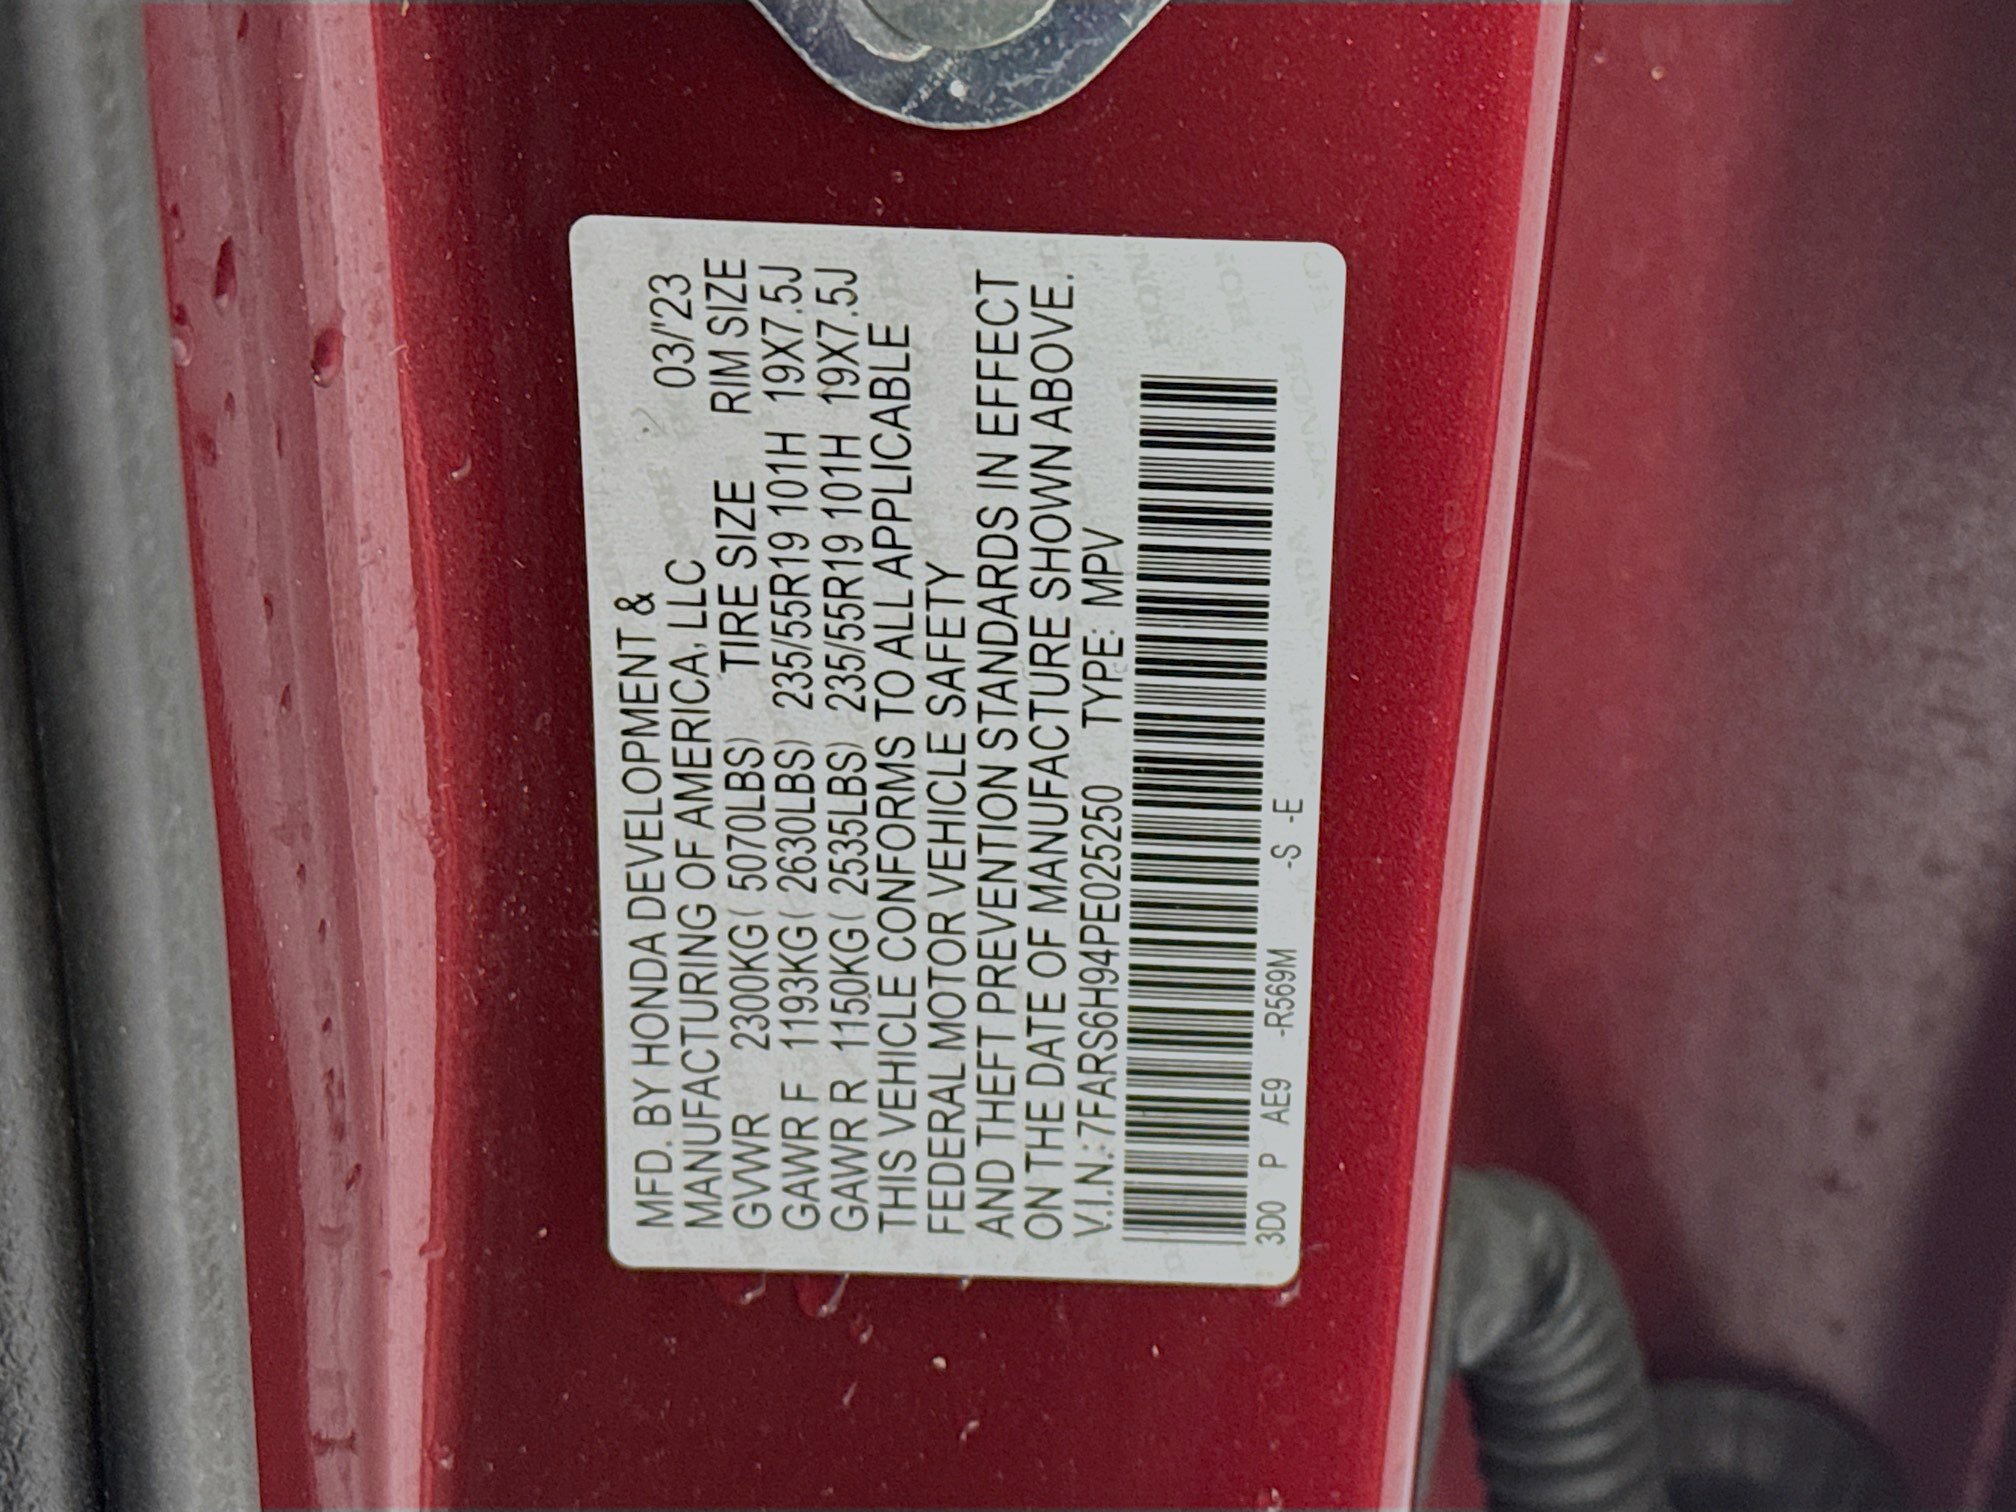 MFD. BY HONDA DEVELOPMENT &
MANUFACTURING OF AMERICA, LLC 03/'23
GVWR 2300KG( 5070LBS) TIRE SIZE RIM SIZE
GAWR F 1193KG( 2630LBS) 235/55R19 101H 19X7.5J
GAWR R 1150KG( 2535LBS) 235/55R19 101H 19X7.5J
THIS VEHICLE CONFORMS TO ALL APPLICABLE
FEDERAL MOTOR VEHICLE SAFETY
AND THEFT PREVENTION STANDARDS IN EFFECT
ON THE DATE OF MANUFACTURE SHOWN ABOVE.
V.I.N.:7FARS6H94PE025250 TYPE: MPV
3D0 P AE9 -R569M -S -E